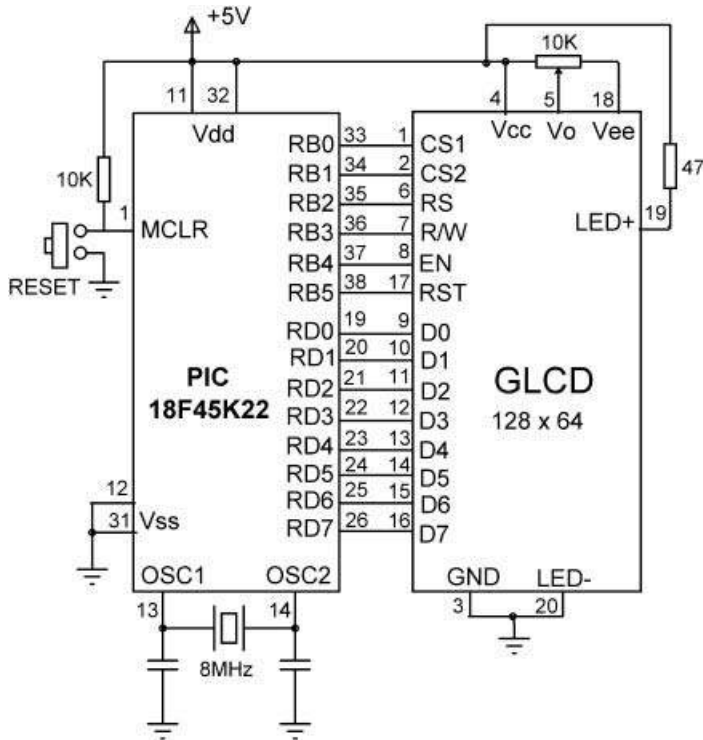 +5V
10K
11 32
4 5 18
Vdd
Vcc Vo Vee
RB0 33 1 CS1
RB1 34 2 CS2
10K
47
RB2 35 6 RS
1 MCLR
RB3 36 7 R/W
LED+ 19
RB4 37 8 EN
RESET
RB5 38 17 RST
RD0 19 9 D0
RD1 20 10 D1
PIC
RD2 21 11 D2
GLCD
18F45K22
RD3 22 12 D3
128 x 64
RD4 23 13 D4
RD5 24 14 D5
12
RD6 25 15 D6
31 Vss
RD7 26 16 D7
OSC1 OSC2
GND LED-
13 14
3 20
8MHz